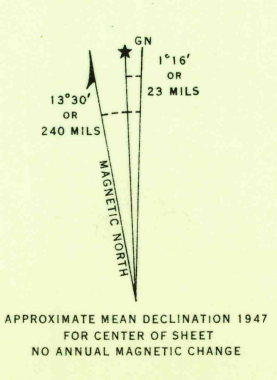 GN
1°16'
OR
23 MILS
13°30'
OR
240 MILS
MAGNETIC NORTH
APPROXIMATE MEAN DECLINATION 1947
FOR CENTER OF SHEET
NO ANNUAL MAGNETIC CHANGE